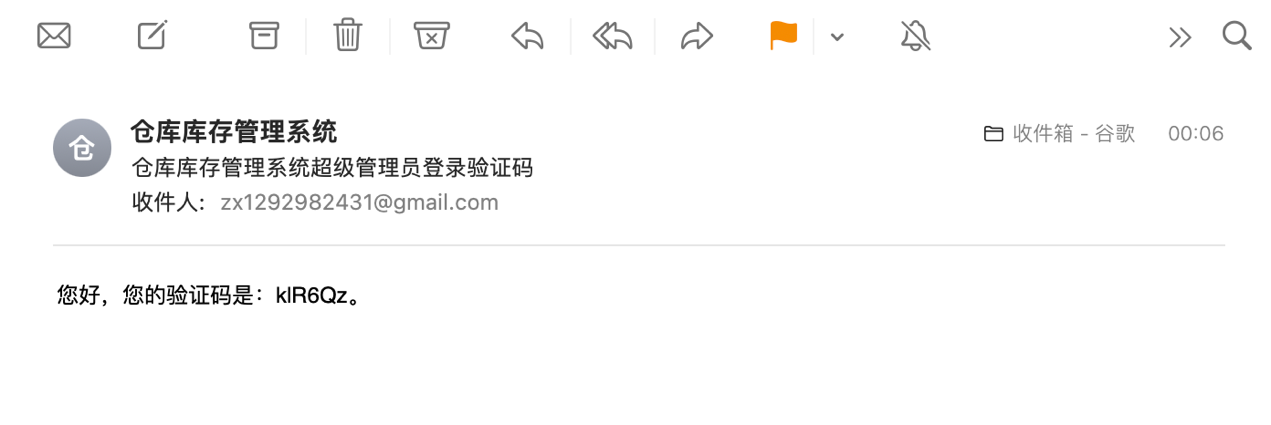 仓
仓库库存管理系统
收件箱 - 谷歌 00:06
仓库库存管理系统超级管理员登录验证码
收件人： zx1292982431@gmail.com
您好，您的验证码是：klR6Qz。